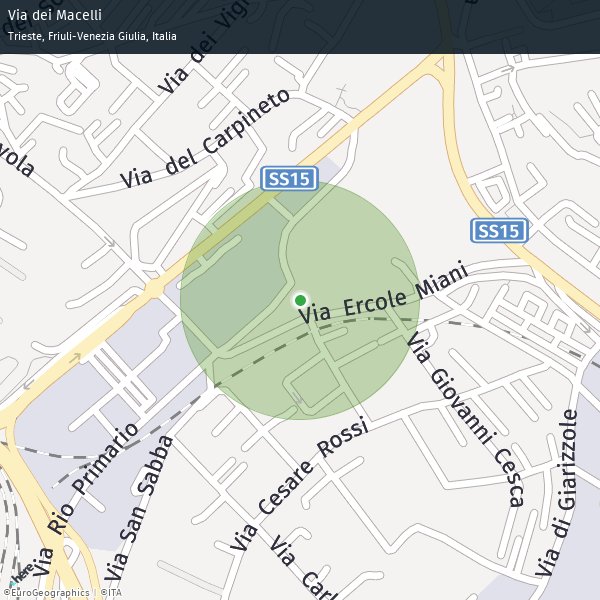 Via dei Macelli
Trieste, Friuli-Venezia Giulia, Italia
Via dei Vign
Via del Carpineto
vola
SS15
SS15
Via Ercole Miani
Via Giovanni Cesca
Via Rio Primario
Via San Sabba
Via Cesare Rossi
Via Carl
Via di Giarizzole
here
©EuroGeographics | ©ITA